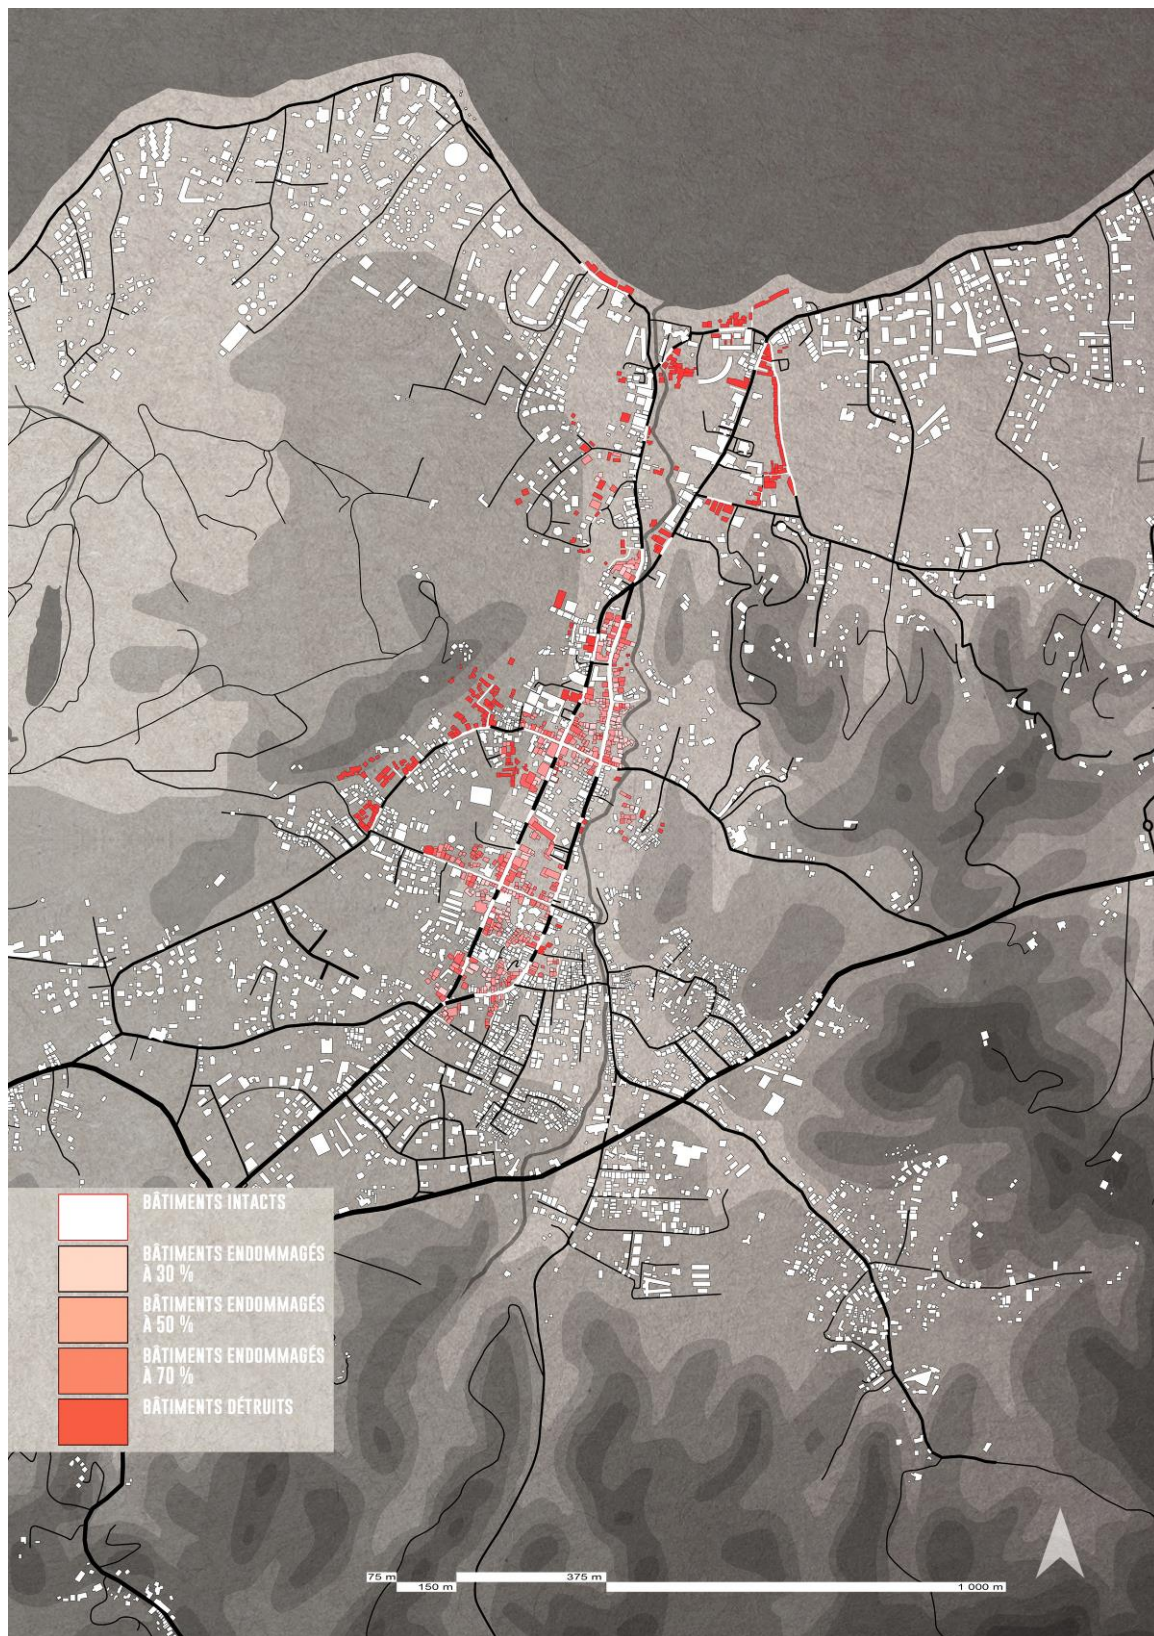 BÂTIMENTS INTACTS
BÂTIMENTS ENDOMMAGÉS
À 30 %
BÂTIMENTS ENDOMMAGÉS
À 50 %
BÂTIMENTS ENDOMMAGÉS
À 70 %
BÂTIMENTS DÉTRUITS
75 m
375 m
150 m
1 000 m